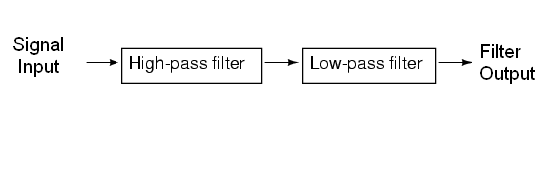 Signal
Input
High-pass filter
Low-pass filter
Filter
Output